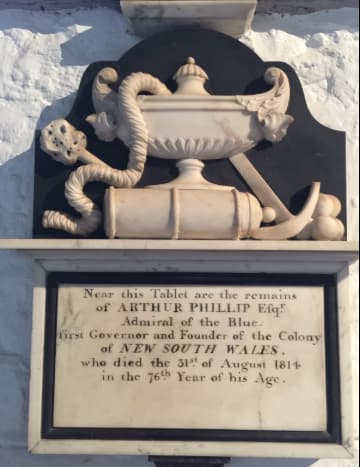 Near this Tablet are the remains
of ARTHUR PHILLIP Esqr.
Admiral of the Blue.
first Governor and Founder of the Colony
of NEW SOUTH WALES,
who died the 31st of August 1814
in the 76th Year of his Age.